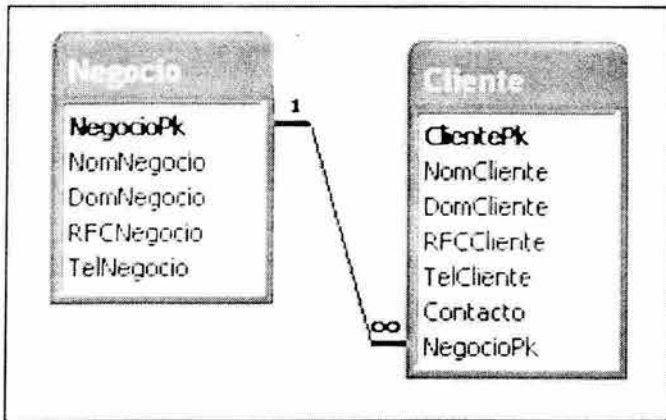 Negocio
NegocioPk
NomNegocio
DomNegocio
RFCNegocio
TelNegocio
1
∞
Cliente
ClientePk
NomCliente
DomCliente
RFCCliente
TelCliente
Contacto
NegocioPk